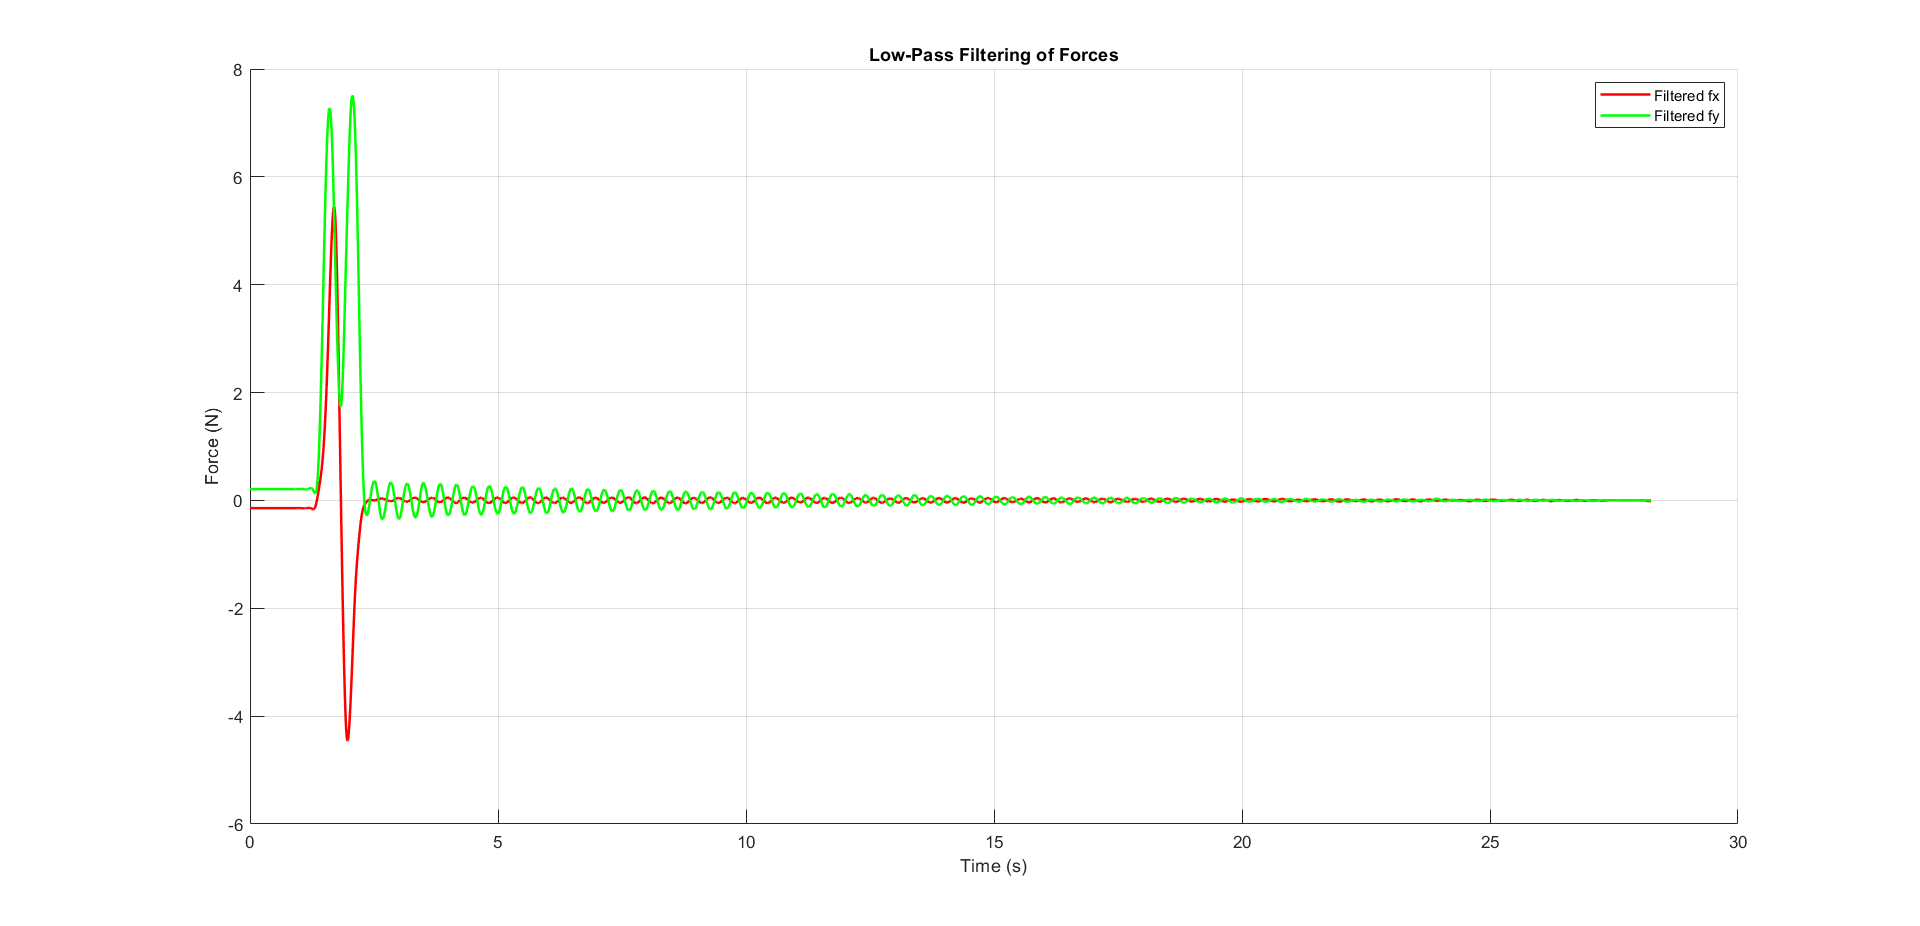 Low-Pass Filtering of Forces
Filtered fx
Filtered fy
8
6
4
2
0
-2
-4
-6
Force (N)
0 5 10 15 20 25 30
Time (s)